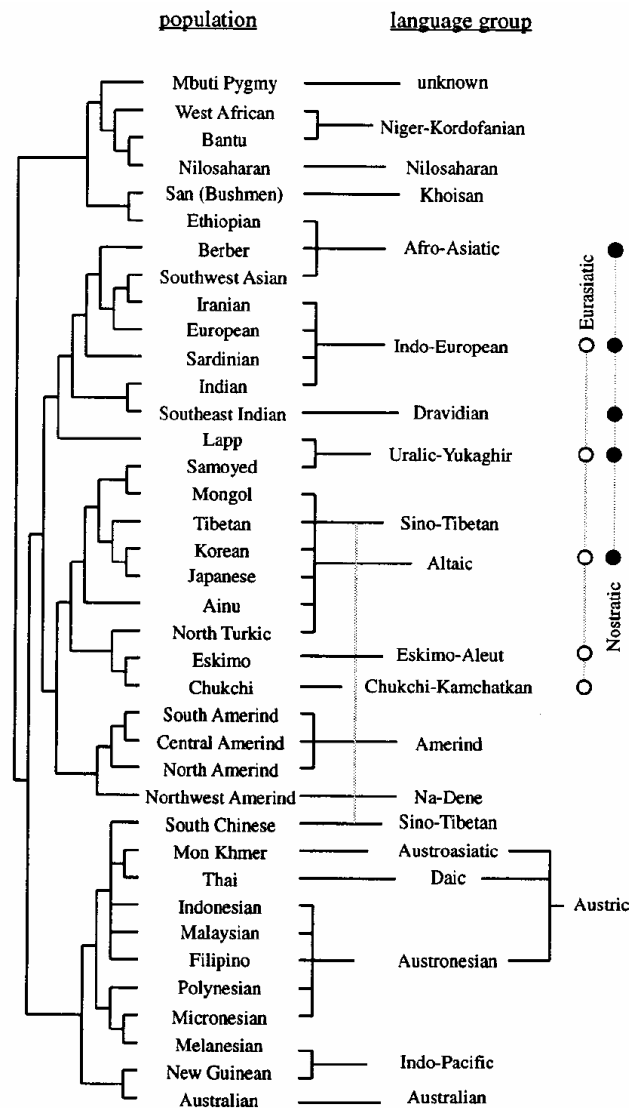 population language group
Mbuti Pygmy unknown
West African
Niger-Kordofanian
Bantu
Nilosaharan Nilosaharan
San (Bushmen) Khoisan
Ethiopian
Berber Afro-Asiatic
Southwest Asian
Iranian
European
Indo-European
Sardinian
Indian
Southeast Indian Dravidian
Lapp
Uralic-Yukaghir
Samoyed
Mongol
Tibetan Sino-Tibetan
Korean
Altaic
Japanese
Ainu
North Turkic
Eskimo Eskimo-Aleut
Chukchi Chukchi-Kamchatkan
South Amerind
Central Amerind Amerind
North Amerind
Northwest Amerind Na-Dene
South Chinese Sino-Tibetan
Mon Khmer Austroasiatic
Thai Daic
Indonesian Austric
Malaysian
Filipino Austronesian
Polynesian
Micronesian
Melanesian
Indo-Pacific
New Guinean
Australian Australian
Eurasiatic
Nostratic